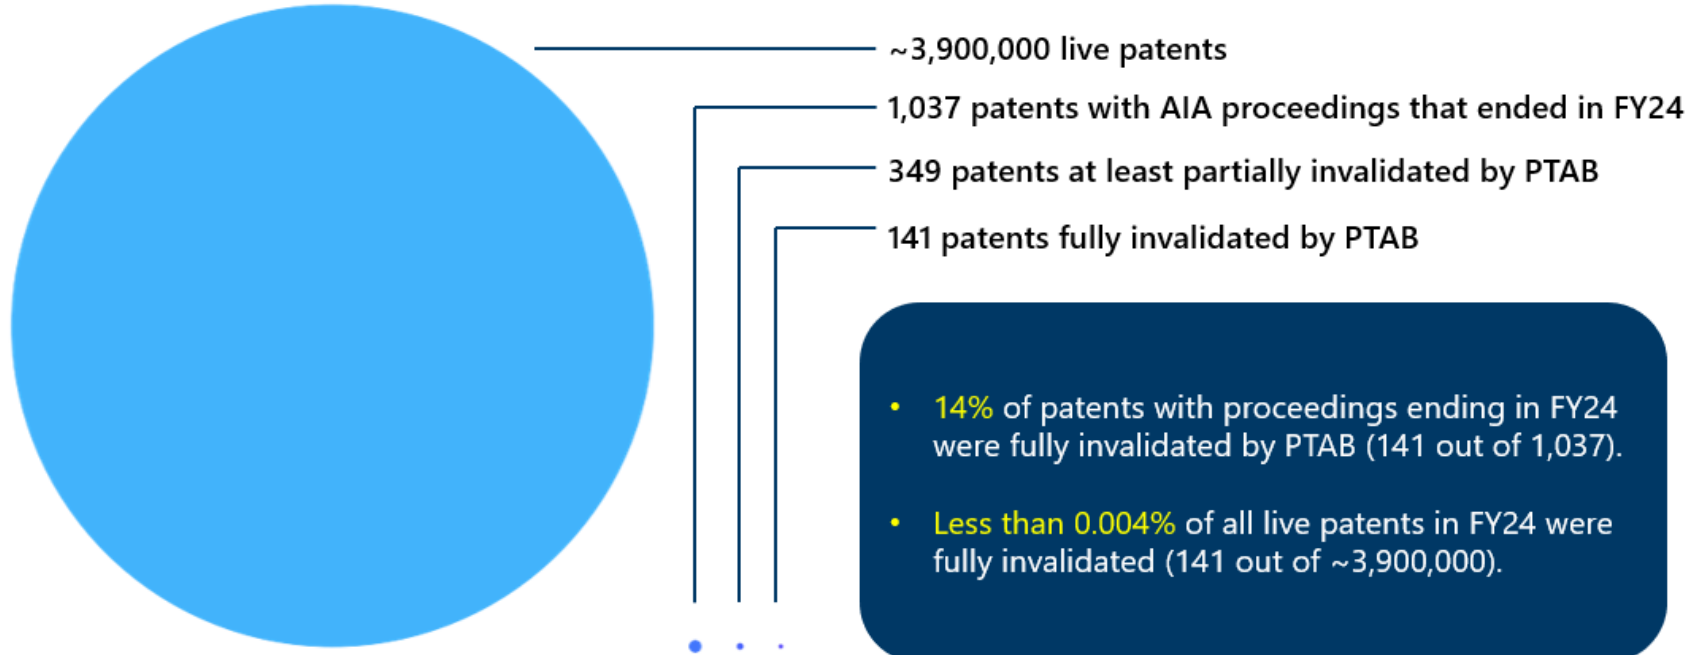 ~3,900,000 live patents
1,037 patents with AIA proceedings that ended in FY24
349 patents at least partially invalidated by PTAB
141 patents fully invalidated by PTAB
• 14% of patents with proceedings ending in FY24
were fully invalidated by PTAB (141 out of 1,037).
• Less than 0.004% of all live patents in FY24 were
fully invalidated (141 out of ~3,900,000).